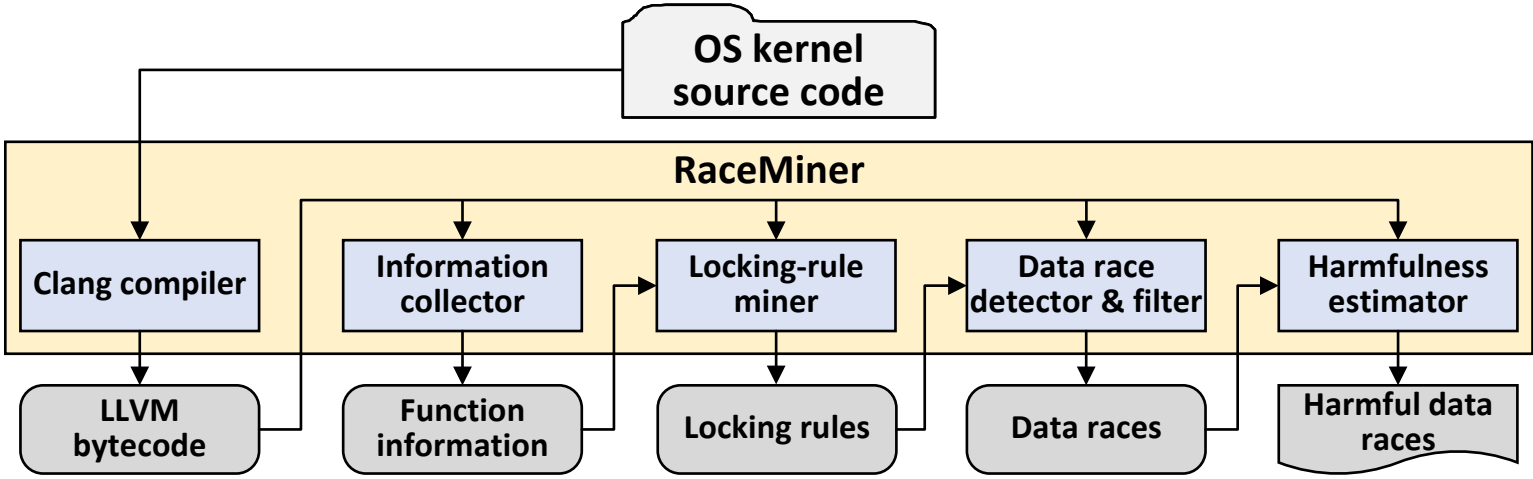 OS kernel
source code
RaceMiner
Clang compiler
Information
collector
Locking-rule
miner
Data race
detector & filter
Harmfulness
estimator
LLVM
bytecode
Function
information
Locking rules
Data races
Harmful data
races